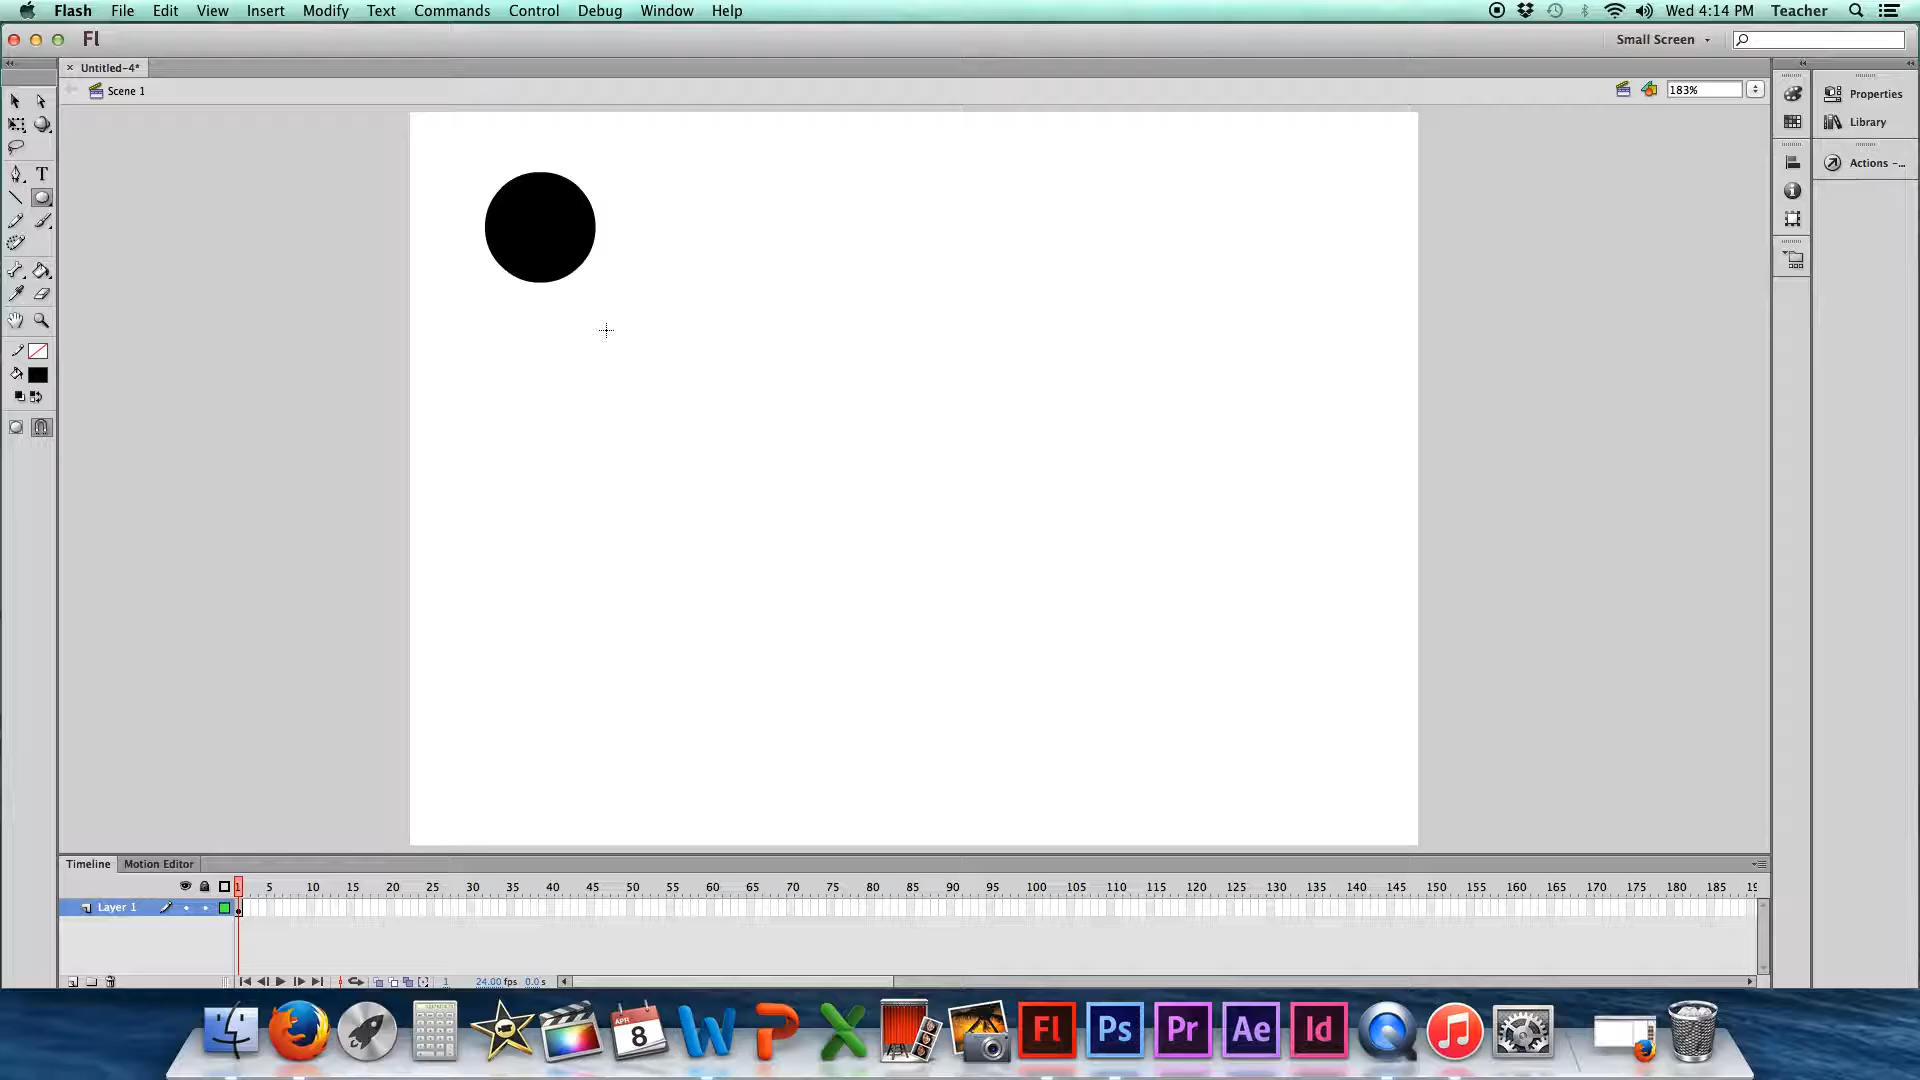 Flash File Edit View Insert Modify Text Commands Control Debug Window Help Wed 4:14 PM Teacher
Fl Small Screen
Untitled-4*
Scene 1 183%
Properties
Library
Actions -...
T
Timeline Motion Editor
1 5 10 15 20 25 30 35 40 45 50 55 60 65 70 75 80 85 90 95 100 105 110 115 120 125 130 135 140 145 150 155 160 165 170 175 180 185 19
Layer 1
1 24.00 fps 0.0 s
APR
8
Fl Ps Pr Ae Id